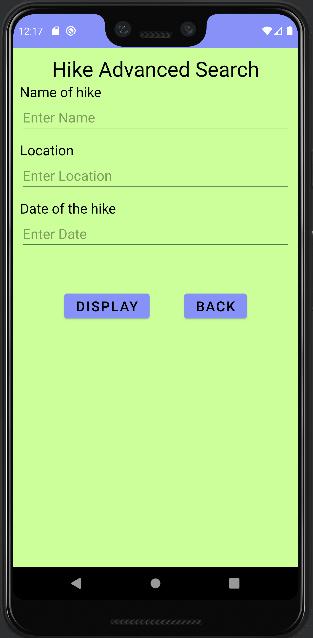 12:17
Hike Advanced Search
Name of hike
Enter Name
Location
Enter Location
Date of the hike
Enter Date
DISPLAY BACK